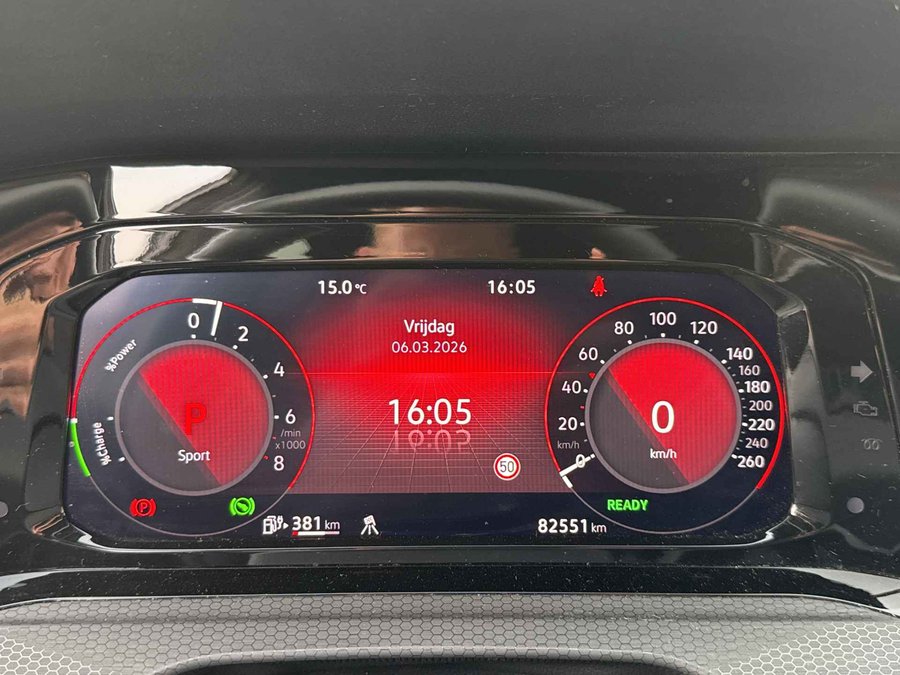 15.0 °C
16:05
Vrijdag
06.03.2026
16:05
50
%Power
%Charge
0
2
4
6
8
/min
x1000
P
Sport
P
381 km
0
20
40
60
80
100
120
140
160
180
200
220
240
260
km/h
0
km/h
READY
82551 km